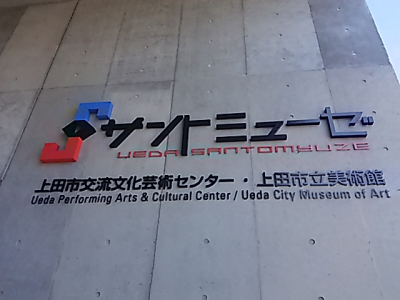 サントミューゼ
UEDA SANTOMYUZE
上田市交流文化芸術センター・上田市立美術館
Ueda Performing Arts & Cultural Center / Ueda City Museum of Art